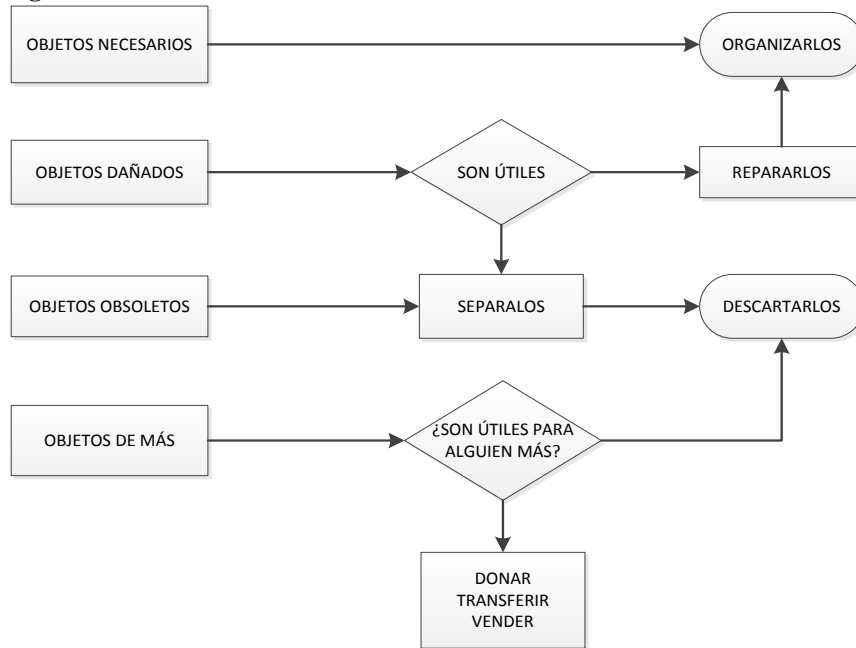 OBJETOS NECESARIOS
ORGANIZARLOS
OBJETOS DAÑADOS
SON ÚTILES
REPARARLOS
OBJETOS OBSOLETOS
SEPARALOS
DESCARTARLOS
OBJETOS DE MÁS
¿SON ÚTILES PARA
ALGUIEN MÁS?
DONAR
TRANSFERIR
VENDER